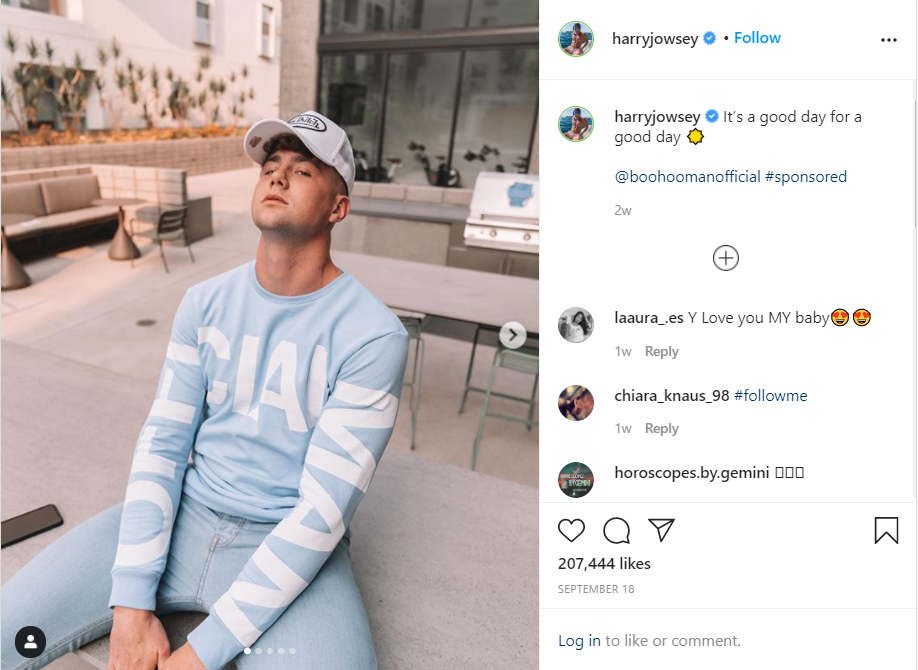 harryjowsey • Follow
harryjowsey It's a good day for a
good day
@boohoomanofficial #sponsored
2w
laaura_.es Y Love you MY baby😍😍
1w Reply
chiara_knaus_98 #followme
1w Reply
horoscopes.by.gemini
207,444 likes
SEPTEMBER 18
Log in to like or comment.
MAN